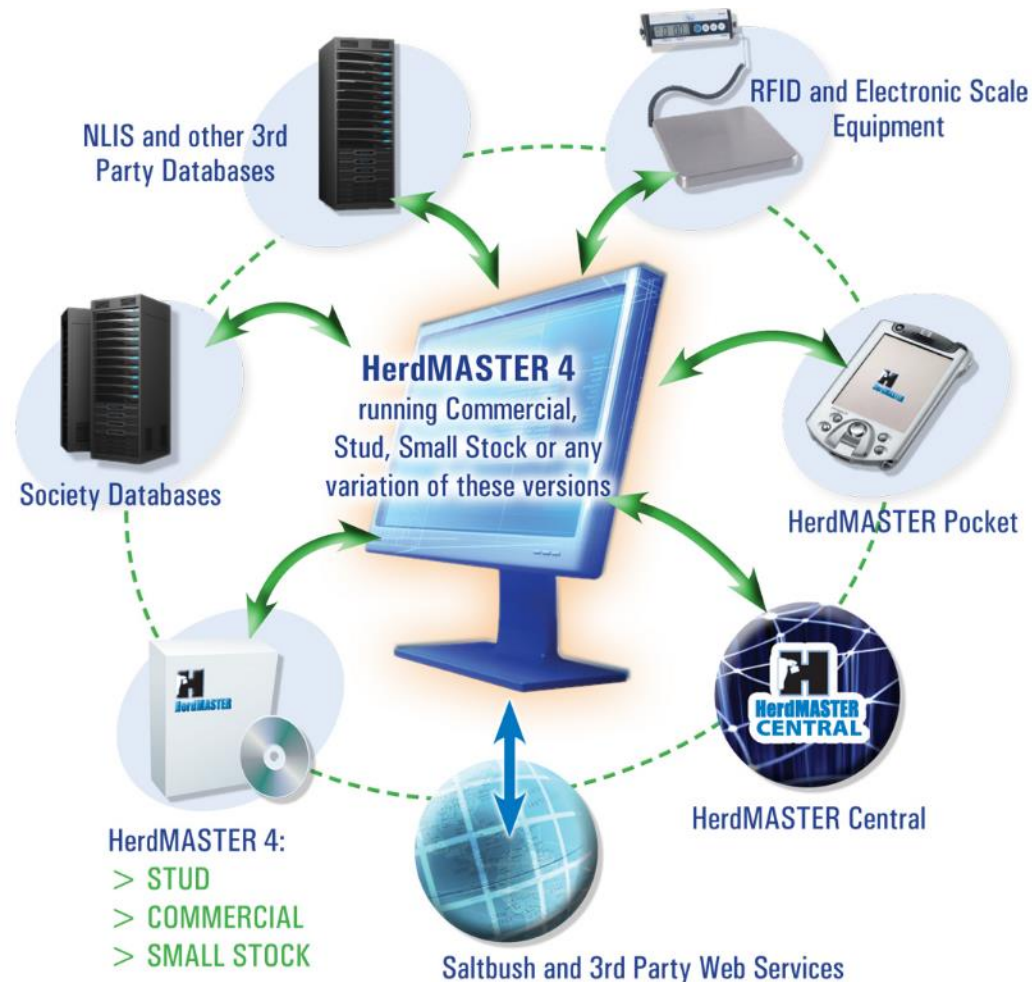 NLIS and other 3rd
Party Databases
RFID and Electronic Scale
Equipment
HerdMASTER 4
running Commercial,
Stud, Small Stock or any
variation of these versions
Society Databases
HerdMASTER Pocket
H
HerdMASTER
HerdMASTER
CENTRAL
HerdMASTER Central
HerdMASTER 4:
> STUD
> COMMERCIAL
> SMALL STOCK
Saltbush and 3rd Party Web Services